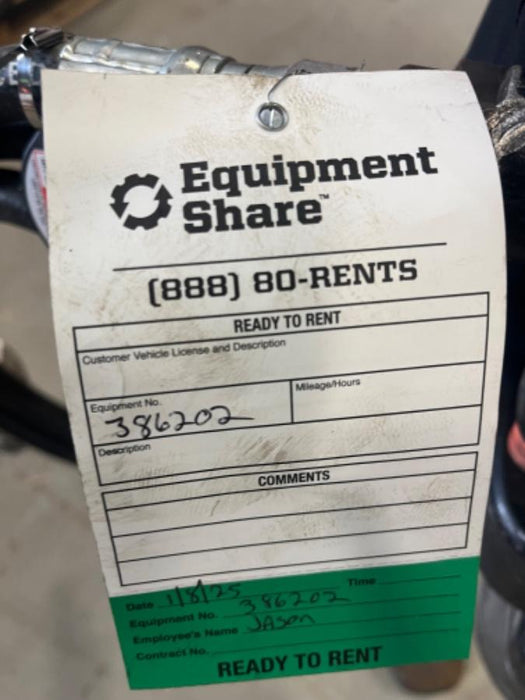 Equipment
Share™
(888) 80-RENTS
READY TO RENT
Customer Vehicle License and Description
Equipment No.
Mileage/Hours
386202
Description
COMMENTS
Date 1/8/25 Time
Equipment No. 386202
Employee's Name JASON
Contract No.
READY TO RENT